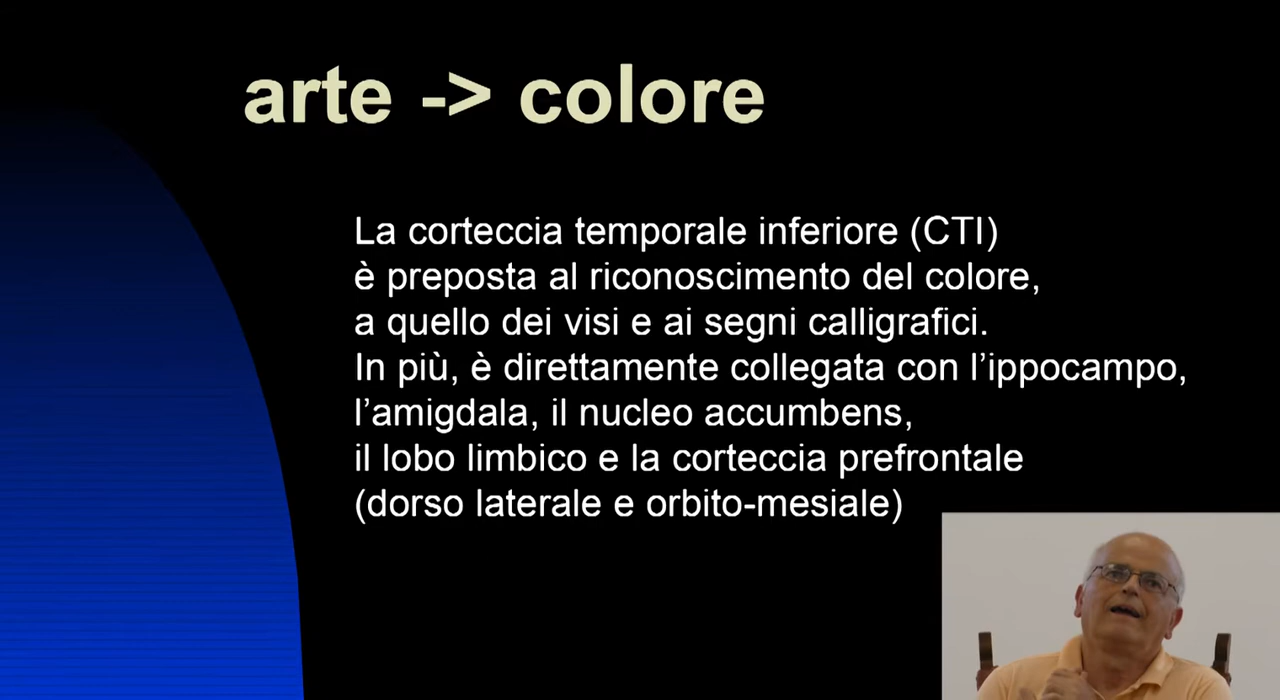 arte -> colore
La corteccia temporale inferiore (CTI)
è preposta al riconoscimento del colore,
a quello dei visi e ai segni calligrafici.
In più, è direttamente collegata con l’ippocampo,
l’amigdala, il nucleo accumbens,
il lobo limbico e la corteccia prefrontale
(dorso laterale e orbito-mesiale)